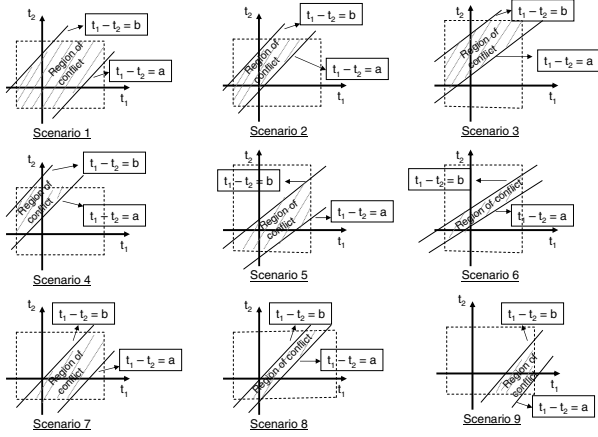 t₂
t₁ – t₂ = b
Region of
conflict
t₁ – t₂ = a
t₁
Scenario 1
t₂
t₁ – t₂ = b
Region of
conflict
t₁ – t₂ = a
t₁
Scenario 2
t₂
t₁ – t₂ = b
Region of
conflict
t₁ – t₂ = a
t₁
Scenario 3
t₂
t₁ – t₂ = b
Region of
conflict
t₁ – t₂ = a
t₁
Scenario 4
t₂
t₁ – t₂ = b
Region of
conflict
t₁ – t₂ = a
t₁
Scenario 5
t₂
t₁ – t₂ = b
Region of conflict
t₁ – t₂ = a
t₁
Scenario 6
t₂
t₁ – t₂ = b
Region of
conflict
t₁ – t₂ = a
t₁
Scenario 7
t₂
t₁ – t₂ = b
Region of conflict
t₁ – t₂ = a
t₁
Scenario 8
t₂
t₁ – t₂ = b
Region of
conflict
t₁
t₁ – t₂ = a
Scenario 9